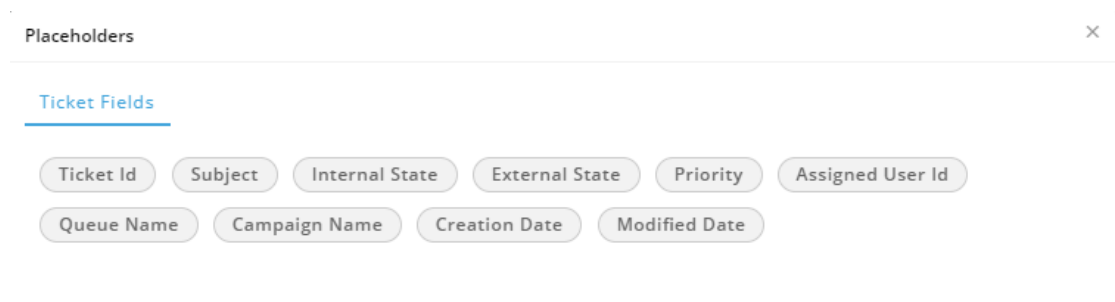 Placeholders ×
Ticket Fields
Ticket Id Subject Internal State External State Priority Assigned User Id
Queue Name Campaign Name Creation Date Modified Date